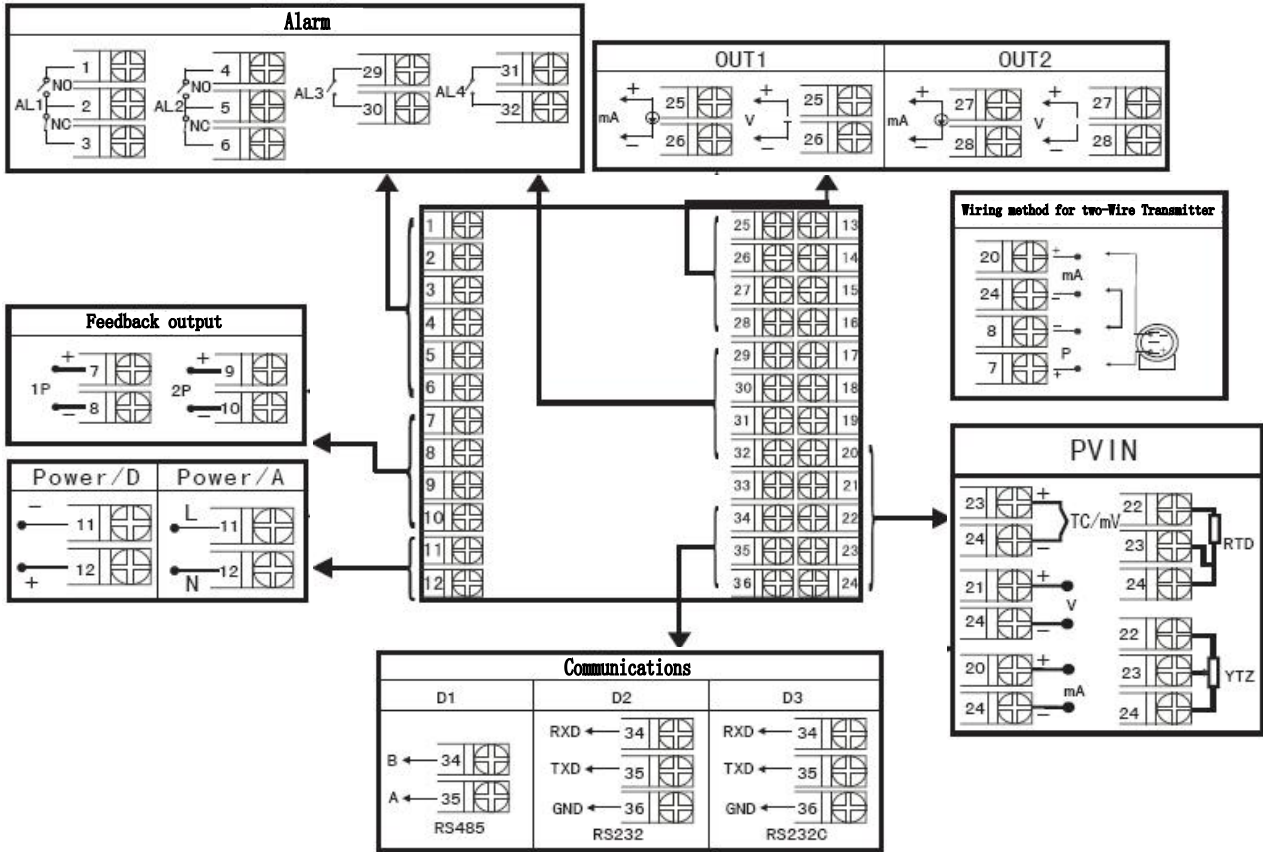 Alarm
AL1 NO NC 1 2 3
AL2 NO NC 4 5 6
AL3 29 30
AL4 31 32
OUT1 OUT2
mA + − 25 26
V + − 25 26
mA + − 27 28
V + − 27 28
Wiring method for two-Wire Transmitter
20 + mA
24 −
8 − P
7 +
Feedback output
1P + 7
− 8
2P + 9
− 10
Power/D Power/A
− 11 L 11
+ 12 N 12
1 25 13
2 26 14
3 27 15
4 28 16
5 29 17
6 30 18
7 31 19
8 32 20
9 33 21
10 34 22
11 35 23
12 36 24
PVIN
23 + TC/mV
24 −
21 + V
24 −
20 + mA
24 −
22 23 24 RTD
22 23 24 YTZ
Communications
D1 D2 D3
B 34
A 35
RS485
RXD 34
TXD 35
GND 36
RS232
RXD 34
TXD 35
GND 36
RS232C